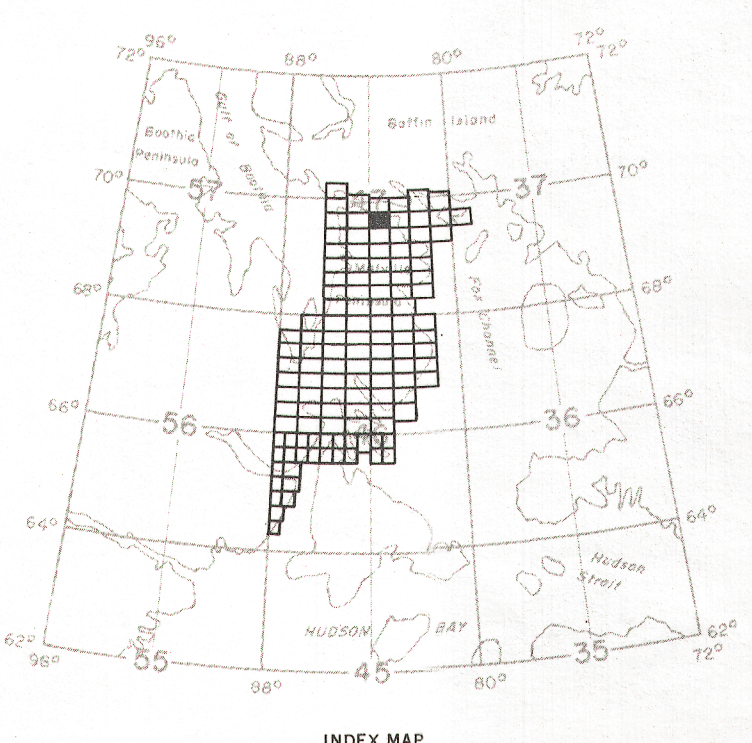 96°
72°
88°
80°
72°
72°
Gulf of Boothia
Baffin Island
Boothia
Peninsula
70°
57
47
37
70°
Melville
Peninsula
68°
Fox Channel
68°
66°
56
46
36
66°
64°
64°
Hudson
Strait
HUDSON BAY
62°
96°
55
88°
45
80°
35
62°
72°
INDEX MAP